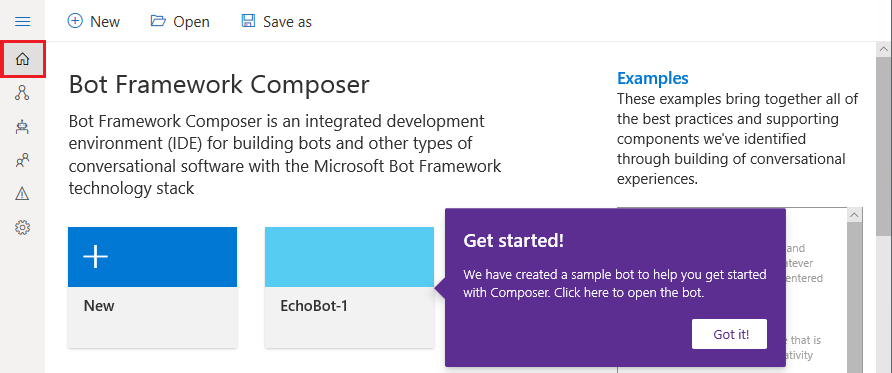 New
Open
Save as
Bot Framework Composer
Bot Framework Composer is an integrated development
environment (IDE) for building bots and other types of
conversational software with the Microsoft Bot Framework
technology stack
New
EchoBot-1
Examples
These examples bring together all of
the best practices and supporting
components we've identified
through building of conversational
experiences.
Get started!
We have created a sample bot to help you get started
with Composer. Click here to open the bot.
Got it!
and
entered
that is